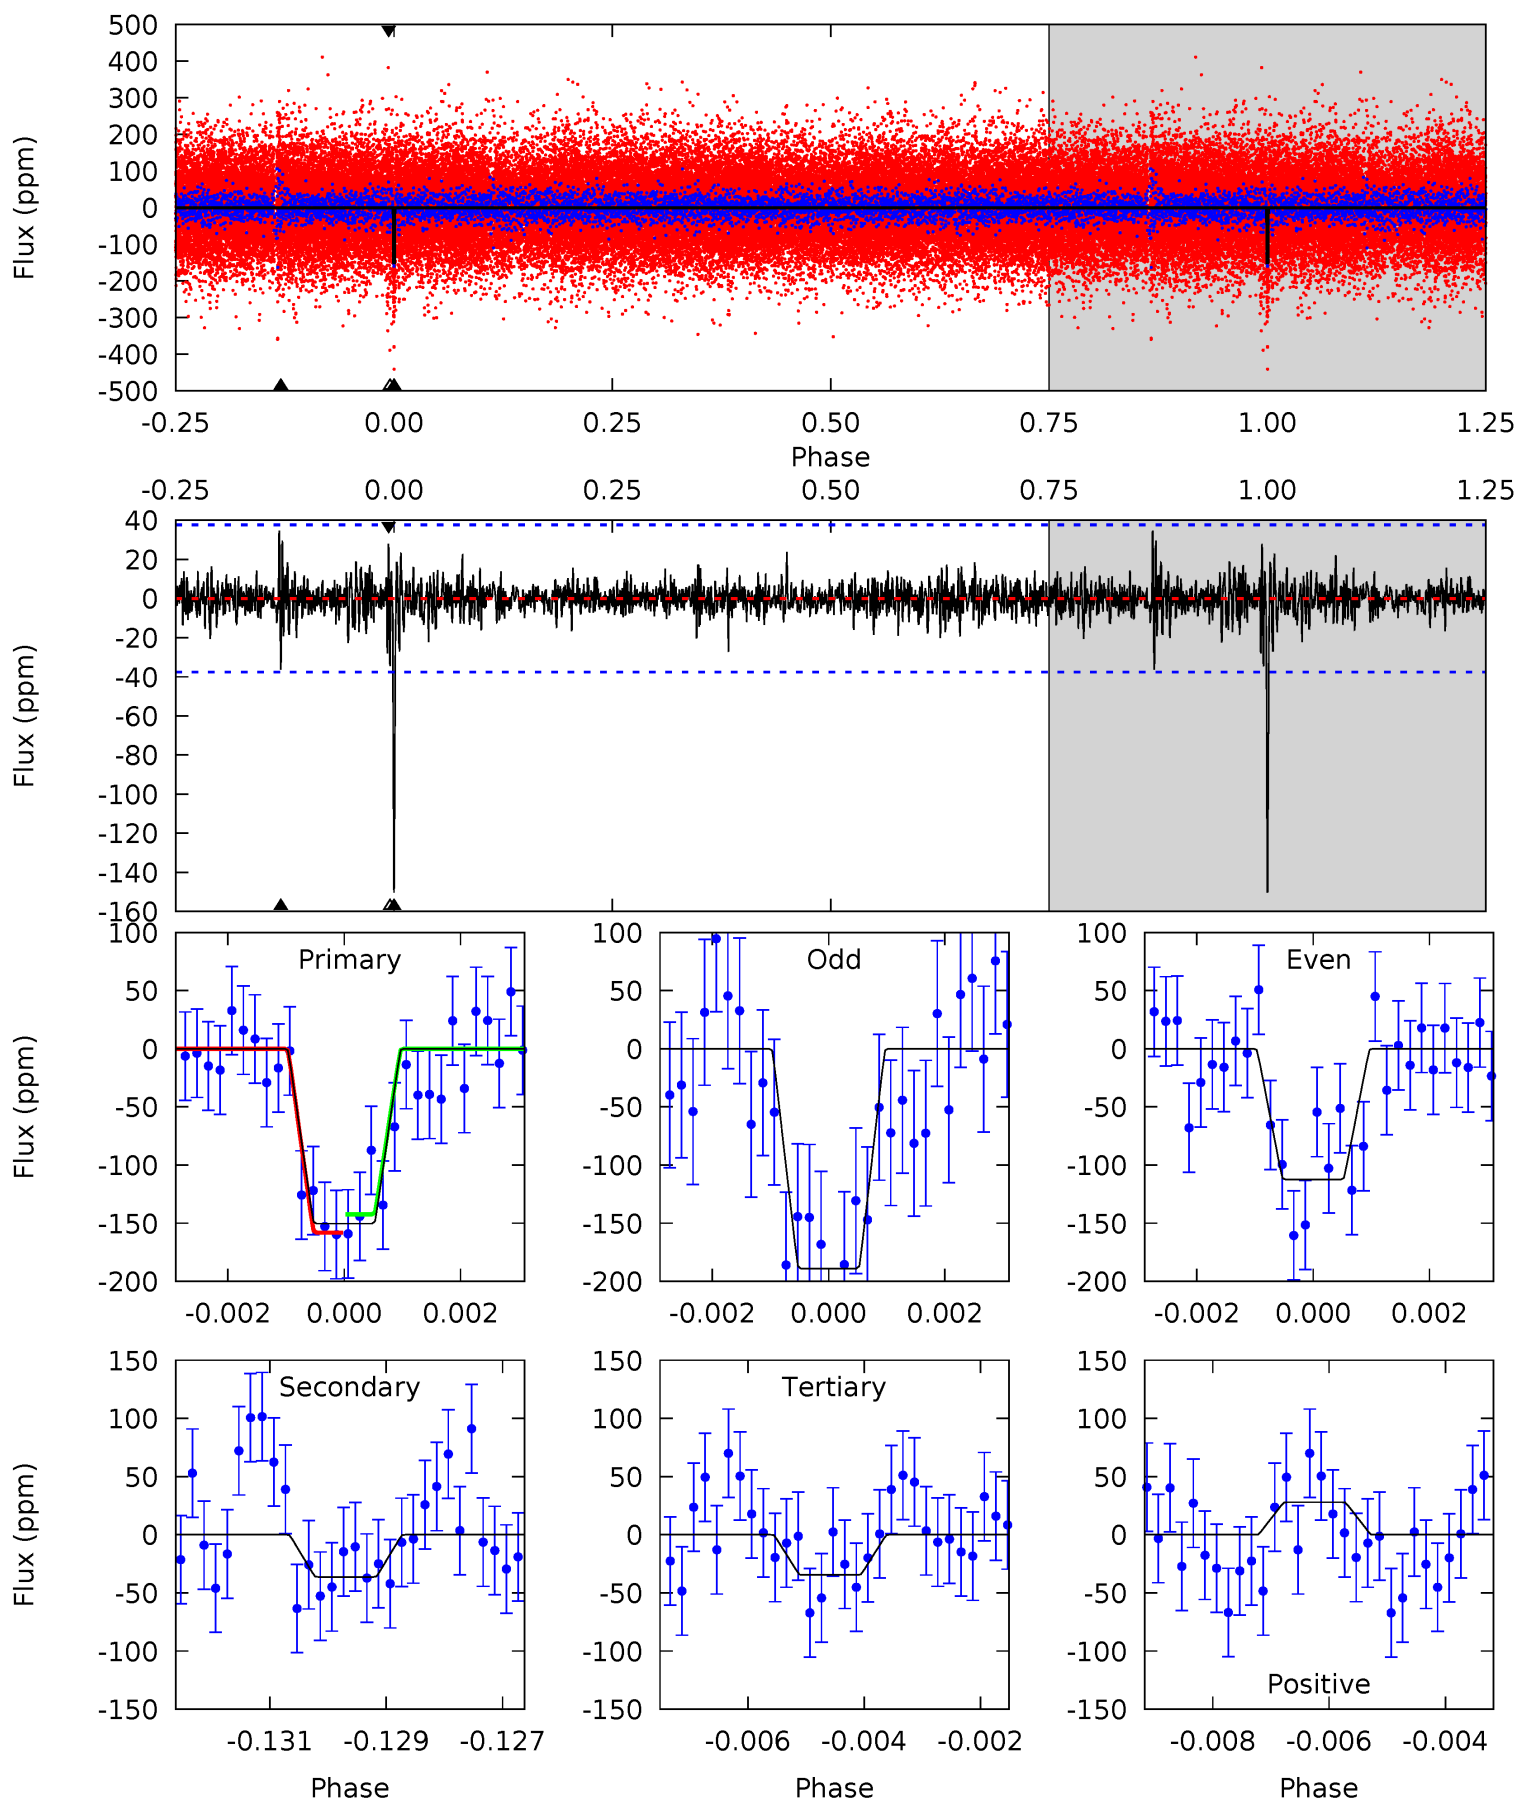 500
400
300
200
100
0
-100
-200
-300
-400
-500
Flux (ppm)
-0.25 0.00 0.25 0.50 0.75 1.00 1.25
Phase
-0.25 0.00 0.25 0.50 0.75 1.00 1.25
40
20
0
-20
-40
-60
-80
-100
-120
-140
-160
Flux (ppm)
Primary Odd Even
100 100 100
50 50 50
0 0 0
-50 -50 -50
-100 -100 -100
-150 -150 -150
-200 -200 -200
Flux (ppm)
-0.002 0.000 0.002 -0.002 0.000 0.002 -0.002 0.000 0.002
Secondary Tertiary
150 150 150
100 100 100
50 50 50
0 0 0
-50 -50 -50
-100 -100 -100
-150 -150 -150
Positive
Flux (ppm)
-0.131 -0.129 -0.127 -0.006 -0.004 -0.002 -0.008 -0.006 -0.004
Phase Phase Phase